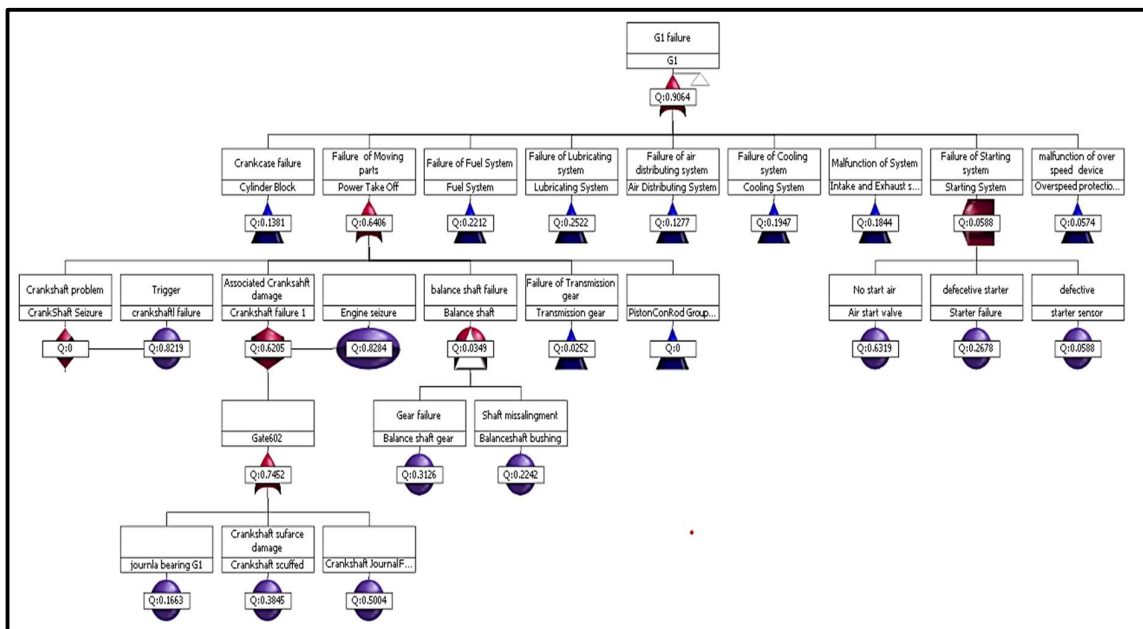 G1 failure
G1
Q:0.9064
Crankcase failure
Cylinder Block
Q:0.1381
Failure of Moving
parts
Power Take Off
Q:0.6406
Failure of Fuel System
Fuel System
Q:0.2212
Failure of Lubricating
system
Lubricating System
Q:0.2522
Failure of air
distributing system
Air Distributing System
Q:0.1277
Failure of Cooling
system
Cooling System
Q:0.1947
Malfunction of System
Intake and Exhaust s...
Q:0.1844
Failure of Starting
system
Starting System
Q:0.0588
malfunction of over
speed device
Overspeed protectio...
Q:0.0574
Crankshaft problem
CrankShaft Seizure
Q:0
Trigger
crankshaftl failure
Q:0.8219
Associated Cranksahft
damage
Crankshaft failure 1
Q:0.6205
Engine seizure
Q:0.8284
balance shaft failure
Balance shaft
Q:0.0349
Failure of Transmission
gear
Transmission gear
Q:0.0252
PistonConRod Group...
Q:0
No start air
Air start valve
Q:0.6319
defecetive starter
Starter failure
Q:0.2678
defective
starter sensor
Q:0.0588
Gate602
Q:0.7452
Gear failure
Balance shaft gear
Q:0.3126
Shaft missalingment
Balanceshaft bushing
Q:0.2242
journla bearing G1
Q:0.1663
Crankshaft sufarce
damage
Crankshaft scuffed
Q:0.3845
Crankshaft JournalF...
Q:0.5004